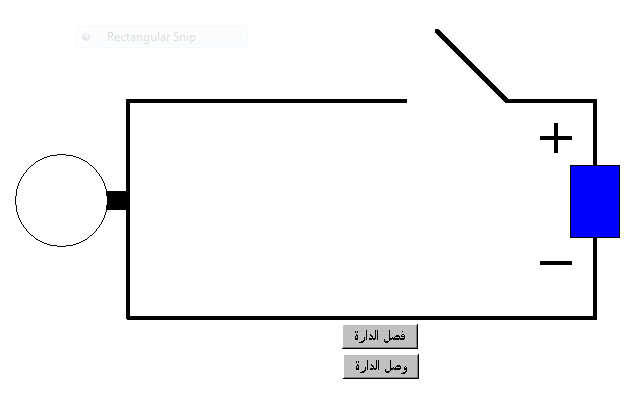 Rectangular Snip
+
−
فصل الدارة
وصل الدارة